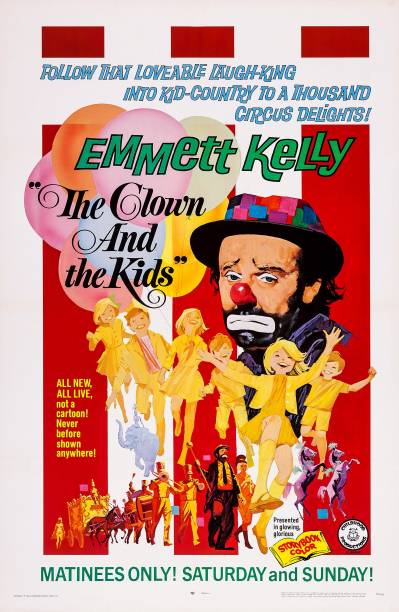 FOLLOW THAT LOVEABLE LAUGH-KING
INTO KID-COUNTRY TO A THOUSAND
CIRCUS DELIGHTS!
EMMETT KELLY
"The Clown
And
the Kids"
ALL NEW,
ALL LIVE,
not a
cartoon!
Never
before
shown
anywhere!
Presented
in glowing,
glorious
STORYBOOK
COLOR
CHILDHOOD
PRODUCTIONS
MATINEES ONLY! SATURDAY and SUNDAY!